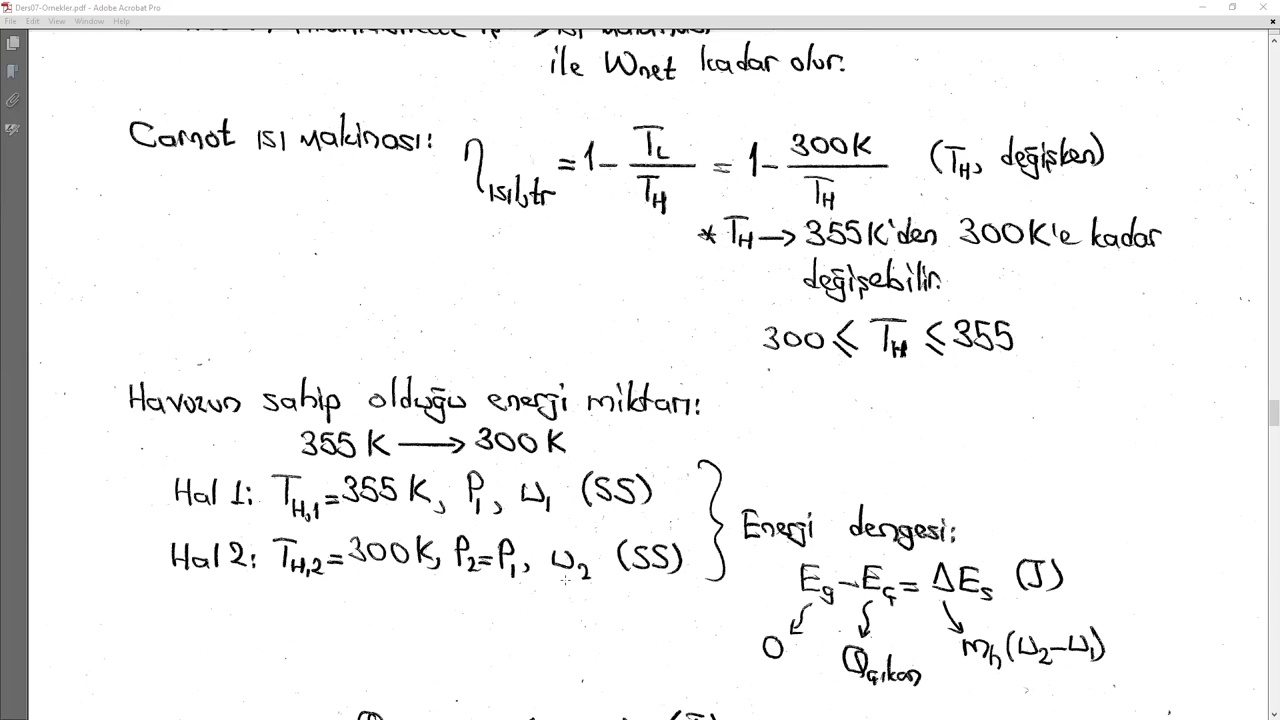 Ders07-Ornekler.pdf - Adobe Acrobat Pro
File Edit View Window Help
ile Wnet kadar olur.
Carnot ısı makinası: η ısıl,tr = 1 - T_L / T_H = 1 - 300K / T_H (T_H, değişken)
* T_H → 355K'den 300K'e kadar
değişebilir.
300 ≤ T_H ≤ 355
Havuzun sahip olduğu enerji miktarı:
355 K → 300 K
Hal 1: T_H,1 = 355 K, P_1, u_1 (SS)
Hal 2: T_H,2 = 300K, P_2=P_1, u_2 (SS)
Enerji dengesi:
E_g - E_ç = ΔE_s (J)
0 Q_çıkan m_h(u_2-u_1)